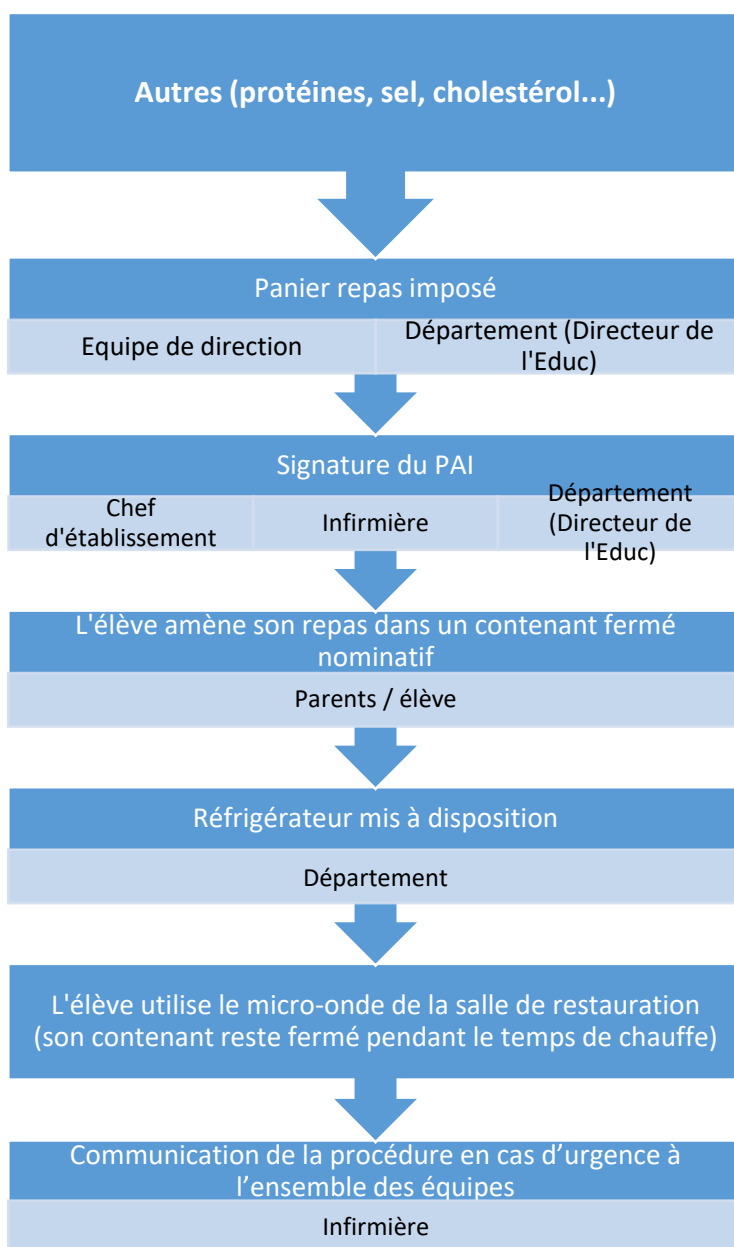 Autres (protéines, sel, cholestérol...)
Panier repas imposé
Equipe de direction
Département (Directeur de
l'Educ)
Signature du PAI
Chef
d'établissement
Infirmière
Département
(Directeur de
l'Educ)
L'élève amène son repas dans un contenant fermé
nominatif
Parents / élève
Réfrigérateur mis à disposition
Département
L'élève utilise le micro-onde de la salle de restauration
(son contenant reste fermé pendant le temps de chauffe)
Communication de la procédure en cas d’urgence à
l’ensemble des équipes
Infirmière